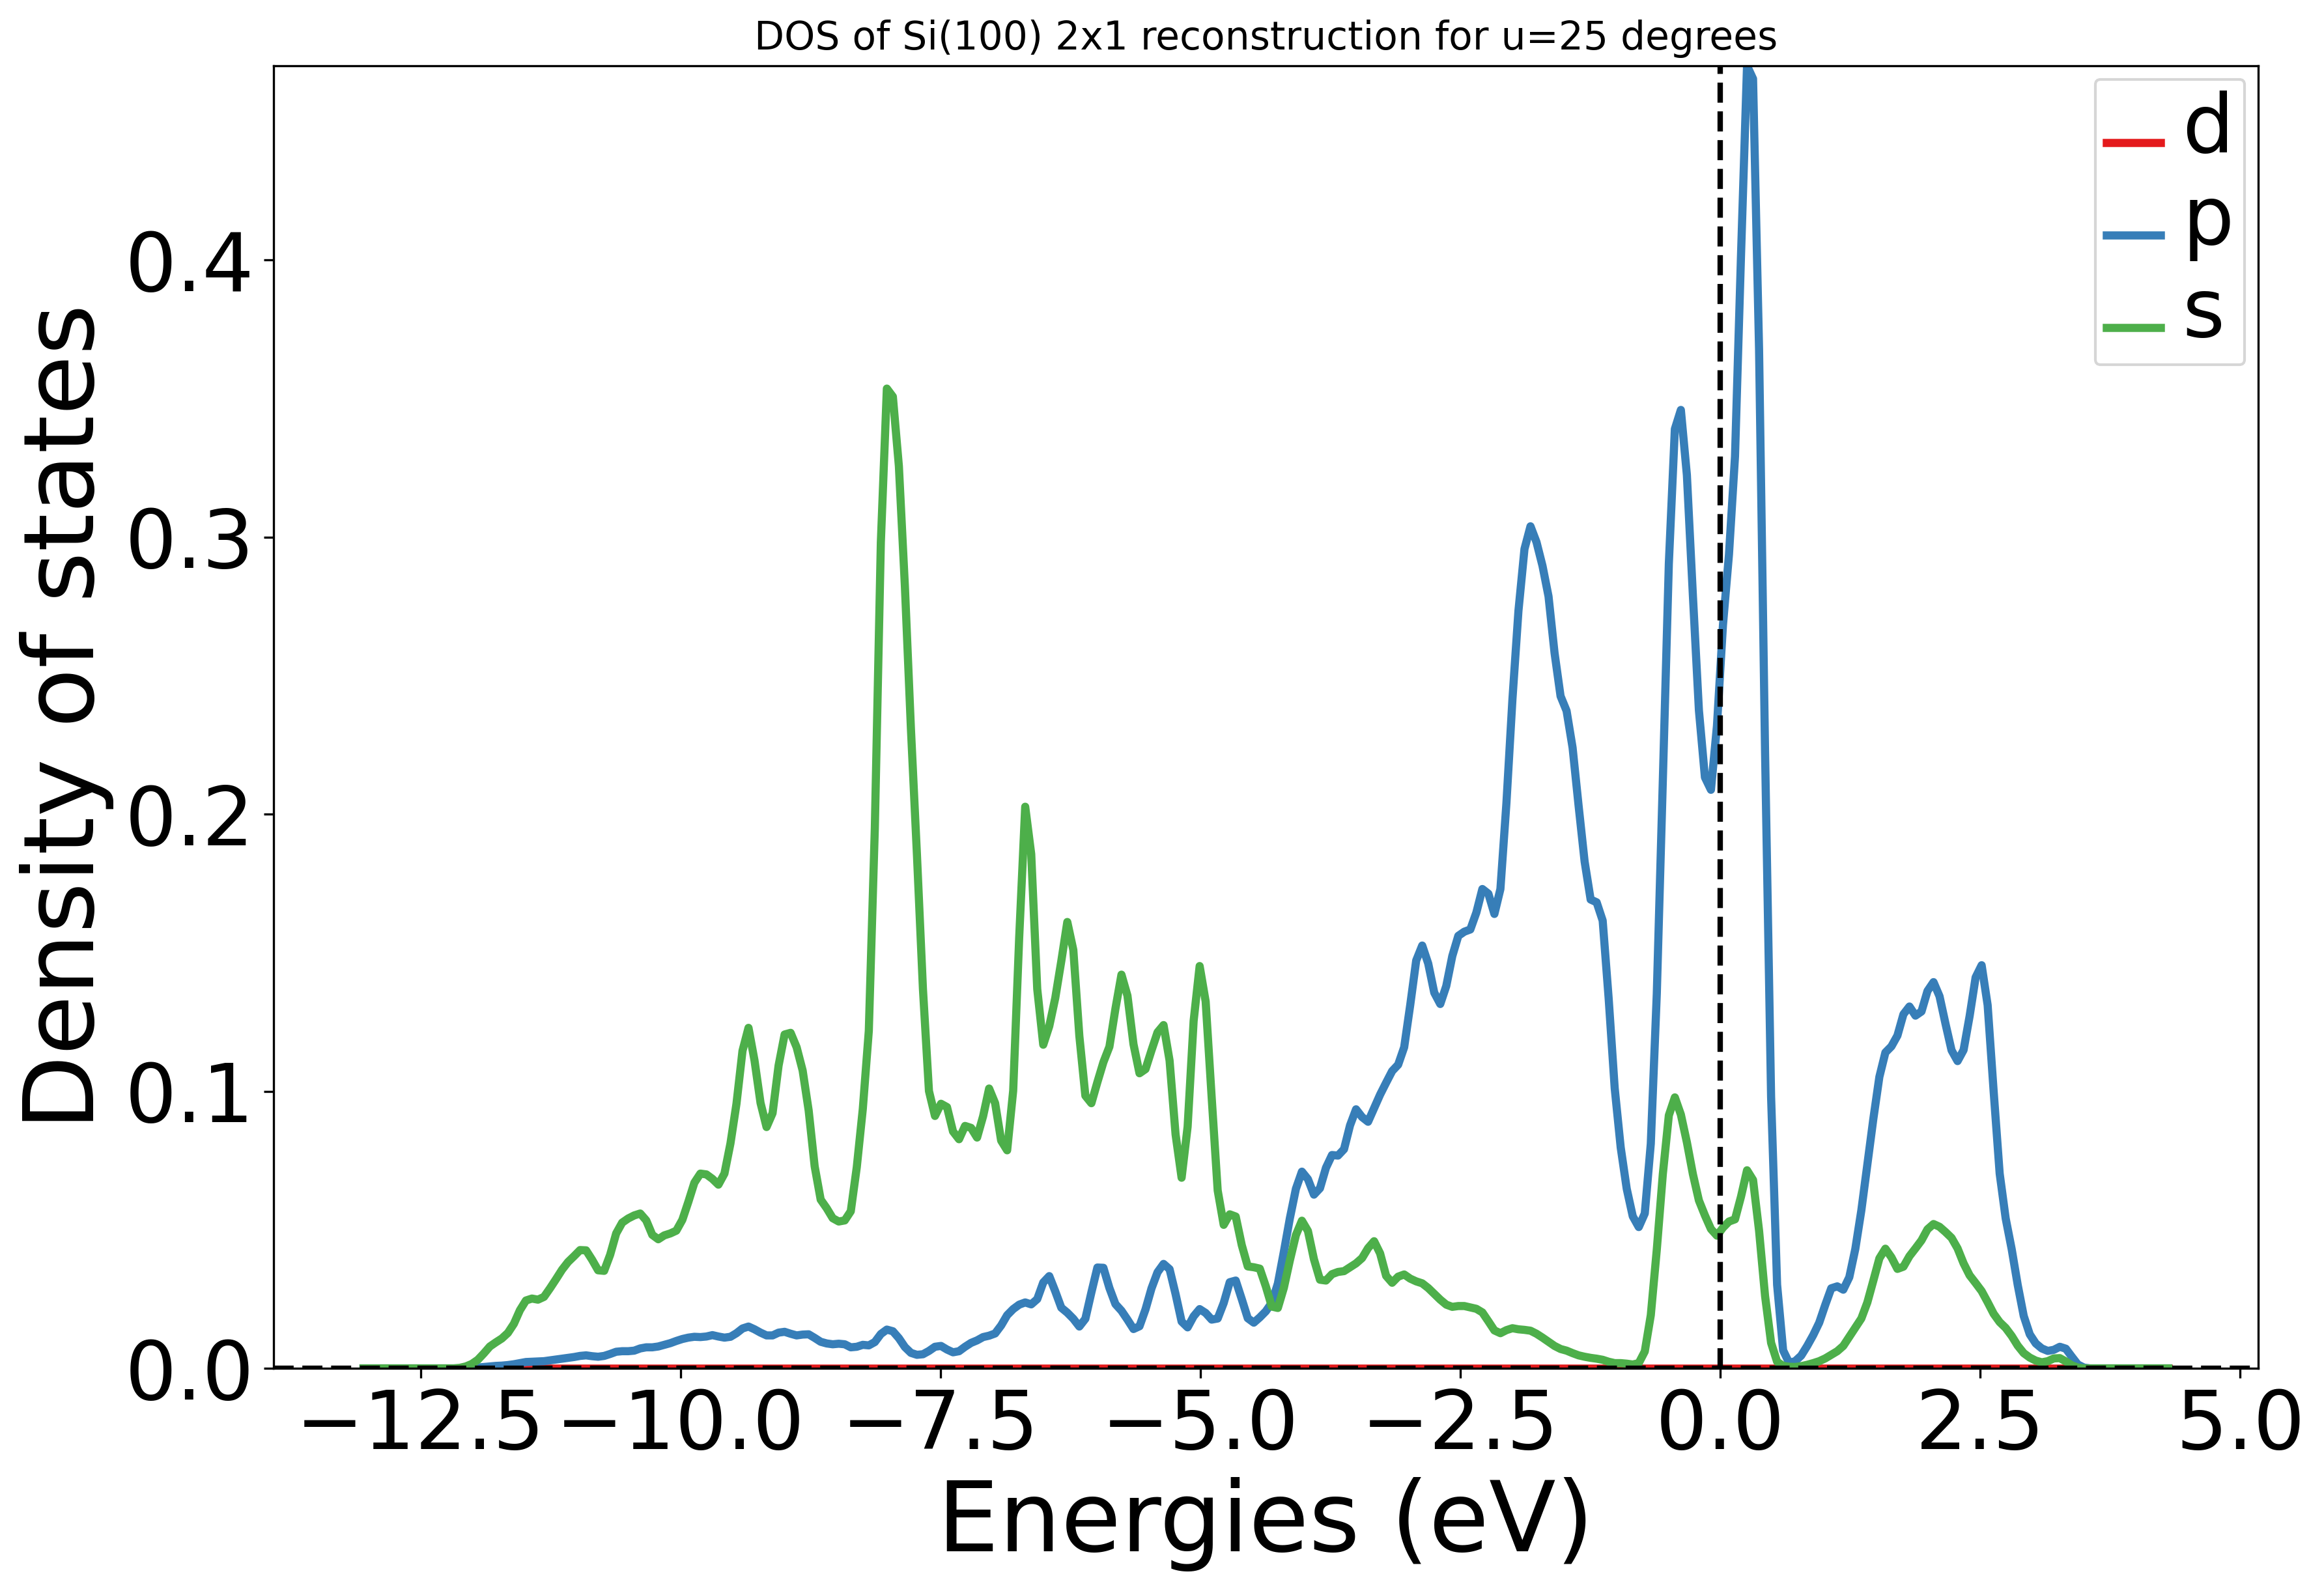 DOS of Si(100) 2x1 reconstruction for u=25 degrees
d
p
s
Density of states
0.4
0.3
0.2
0.1
0.0
−12.5 −10.0 −7.5 −5.0 −2.5 0.0 2.5 5.0
Energies (eV)